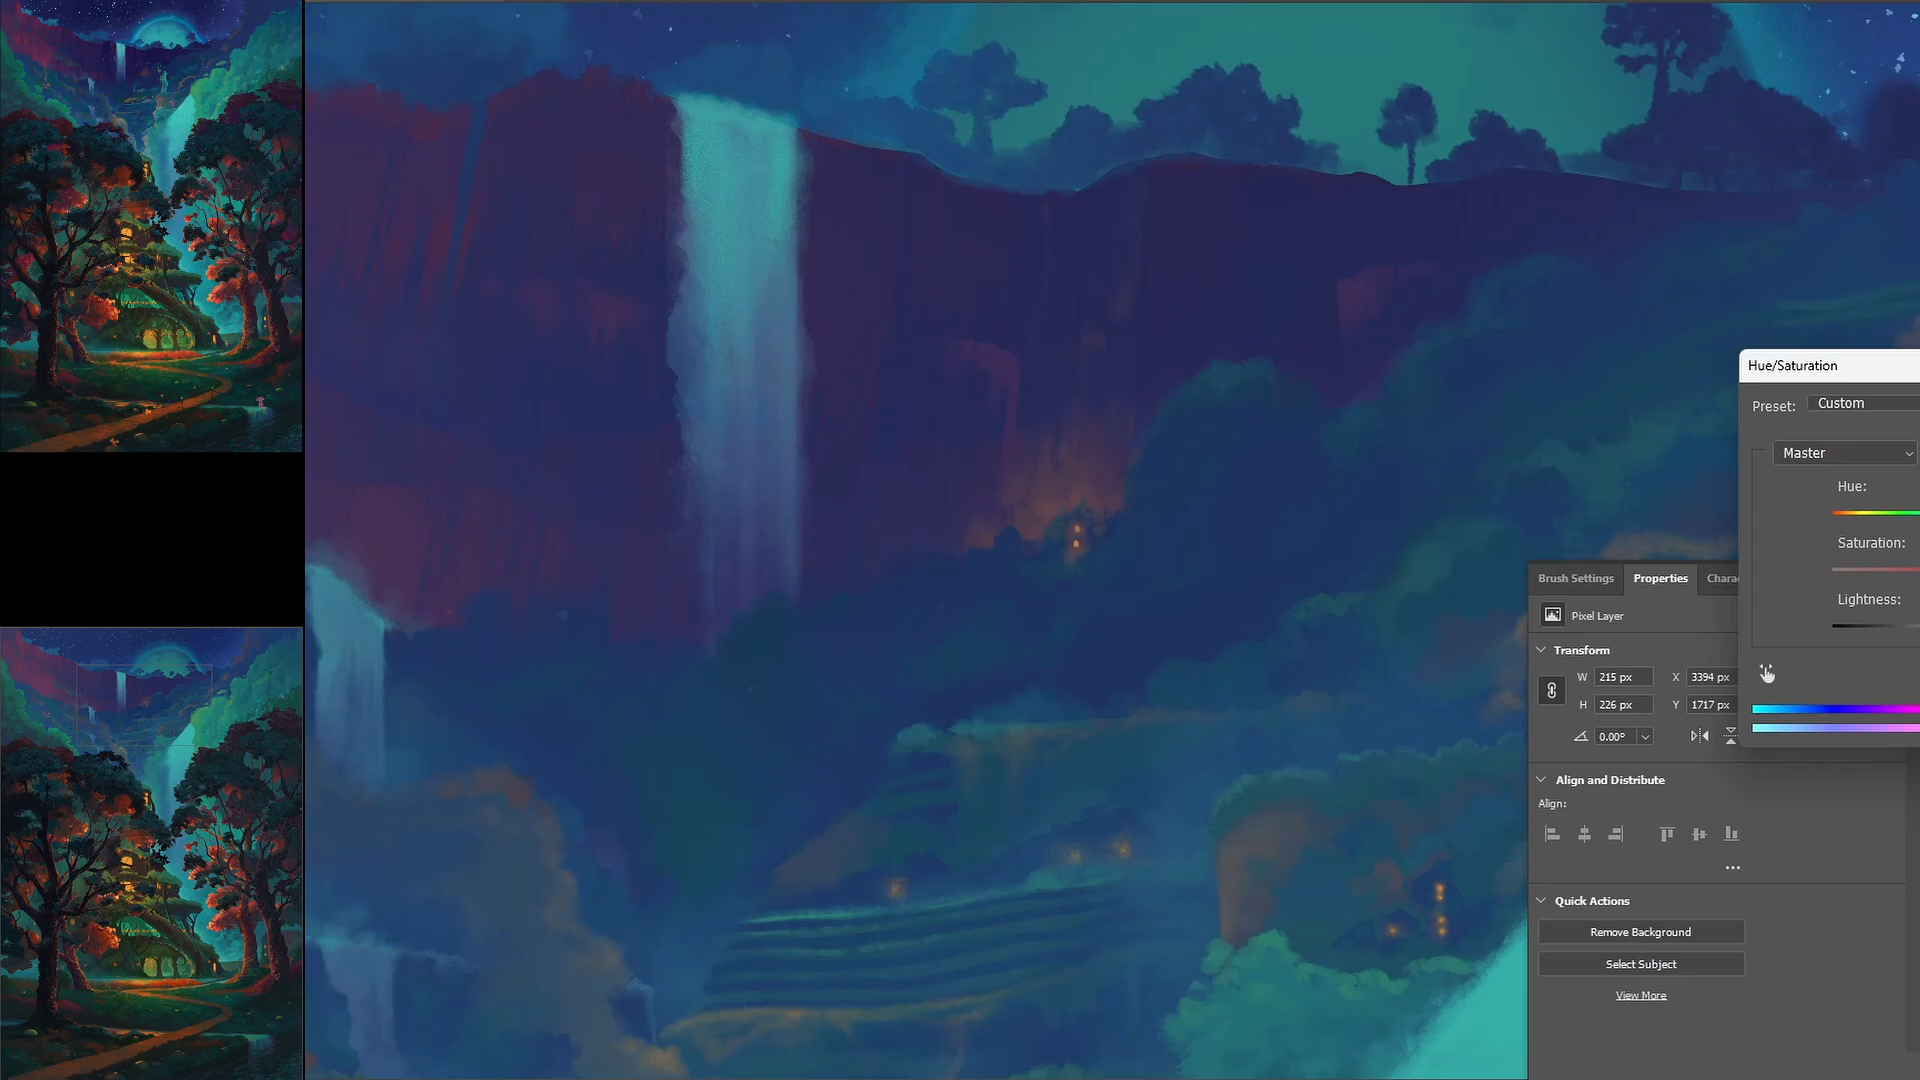 Hue/Saturation
Preset: Custom
Master
Hue:
Saturation:
Lightness:
Brush Settings Properties Chara
Pixel Layer
Transform
W 215 px X 3394 px
H 226 px Y 1717 px
0.00°
Align and Distribute
Align:
Quick Actions
Remove Background
Select Subject
View More